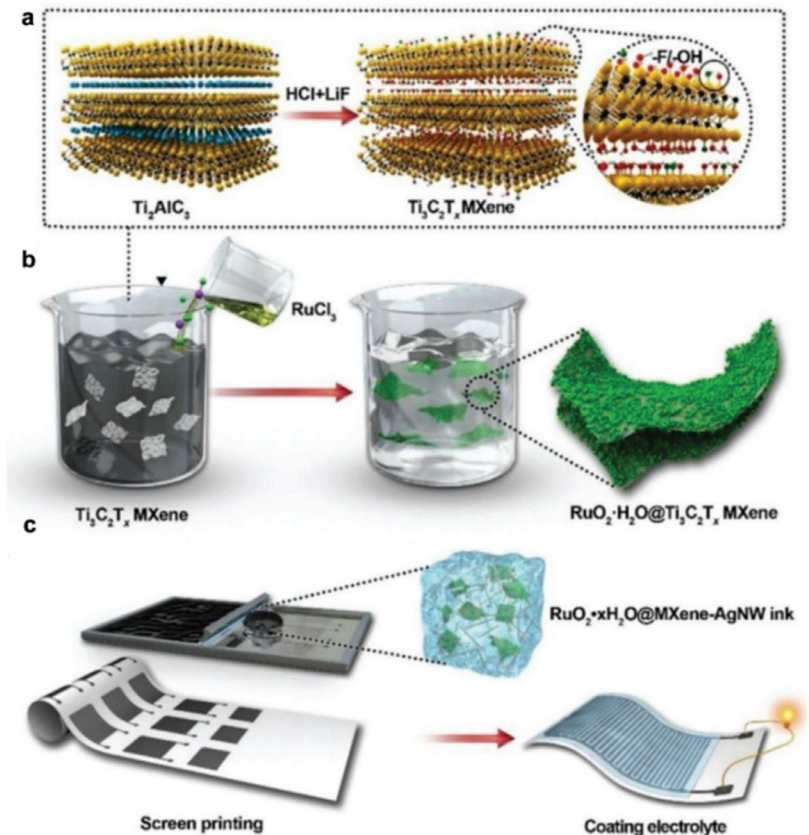 a
HCl+LiF
-F/-OH
Ti₂AlC₃
Ti₃C₂Tₓ MXene
b
RuCl₃
Ti₃C₂Tₓ MXene
RuO₂·H₂O@Ti₃C₂Tₓ MXene
c
RuO₂•xH₂O@MXene-AgNW ink
Screen printing
Coating electrolyte